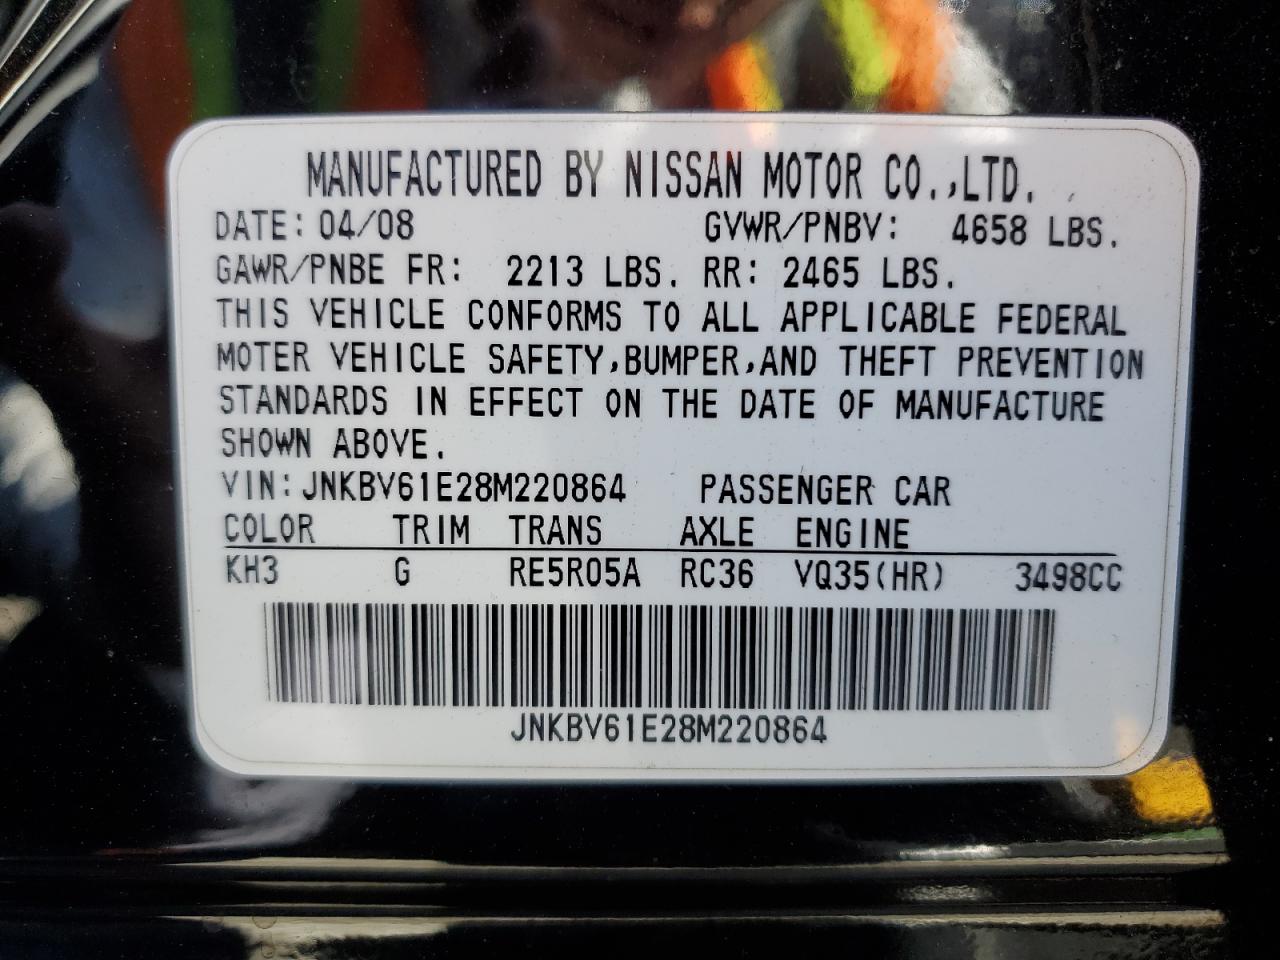 MANUFACTURED BY NISSAN MOTOR CO.,LTD.
DATE: 04/08 GVWR/PNBV: 4658 LBS.
GAWR/PNBE FR: 2213 LBS. RR: 2465 LBS.
THIS VEHICLE CONFORMS TO ALL APPLICABLE FEDERAL
MOTER VEHICLE SAFETY,BUMPER,AND THEFT PREVENTION
STANDARDS IN EFFECT ON THE DATE OF MANUFACTURE
SHOWN ABOVE.
VIN: JNKBV61E28M220864 PASSENGER CAR
COLOR TRIM TRANS AXLE ENGINE
KH3 G RE5R05A RC36 VQ35(HR) 3498CC
JNKBV61E28M220864